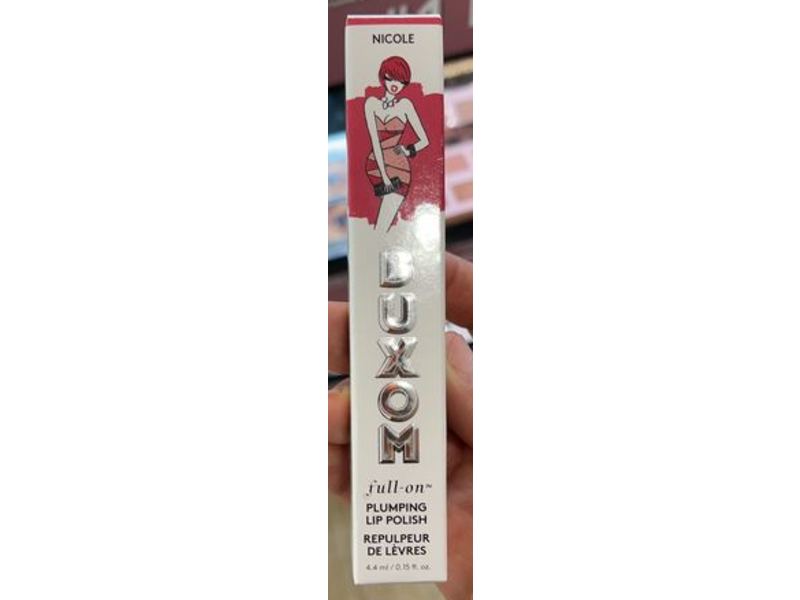 NICOLE
BUXOM
full-on™
PLUMPING
LIP POLISH
REPULPEUR
DE LÈVRES
4.4 ml / 0.15 fl. oz.